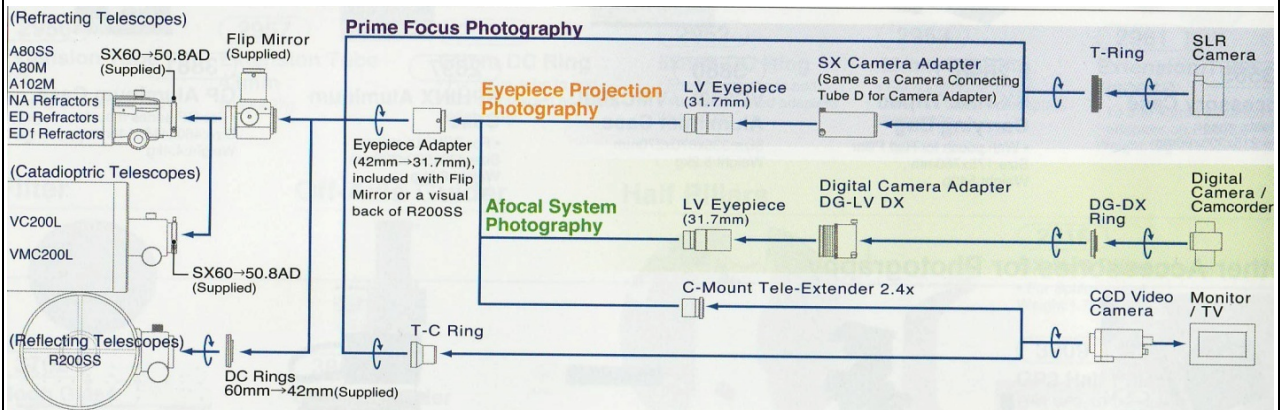 (Refracting Telescopes)
A80SS
A80M
A102M
NA Refractors
ED Refractors
EDf Refractors
SX60→50.8AD
(Supplied)
Flip Mirror
(Supplied)
(Catadioptric Telescopes)
VC200L
VMC200L
SX60→50.8AD
(Supplied)
(Reflecting Telescopes)
R200SS
DC Rings
60mm→42mm(Supplied)
Prime Focus Photography
Eyepiece Adapter
(42mm→31.7mm),
included with Flip
Mirror or a visual
back of R200SS
Eyepiece Projection
Photography
LV Eyepiece
(31.7mm)
SX Camera Adapter
(Same as a Camera Connecting
Tube D for Camera Adapter)
T-Ring
SLR
Camera
Afocal System
Photography
LV Eyepiece
(31.7mm)
Digital Camera Adapter
DG-LV DX
DG-DX
Ring
Digital
Camera /
Camcorder
C-Mount Tele-Extender 2.4x
T-C Ring
CCD Video
Camera
Monitor
/ TV